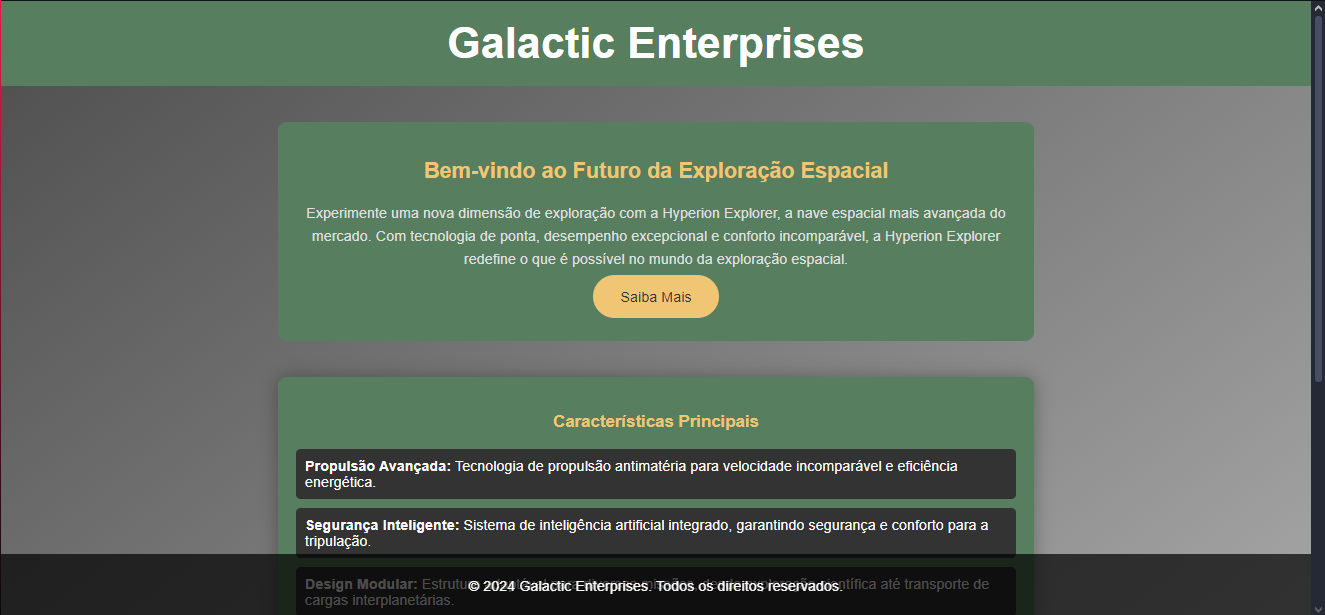 Galactic Enterprises
Bem-vindo ao Futuro da Exploração Espacial
Experimente uma nova dimensão de exploração com a Hyperion Explorer, a nave espacial mais avançada do
mercado. Com tecnologia de ponta, desempenho excepcional e conforto incomparável, a Hyperion Explorer
redefine o que é possível no mundo da exploração espacial.
Saiba Mais
Características Principais
Propulsão Avançada: Tecnologia de propulsão antimatéria para velocidade incomparável e eficiência
energética.
Segurança Inteligente: Sistema de inteligência artificial integrado, garantindo segurança e conforto para a
tripulação.
Design Modular: científica até transporte de
cargas interplanetárias.
© 2024 Galactic Enterprises. Todos os direitos reservados.